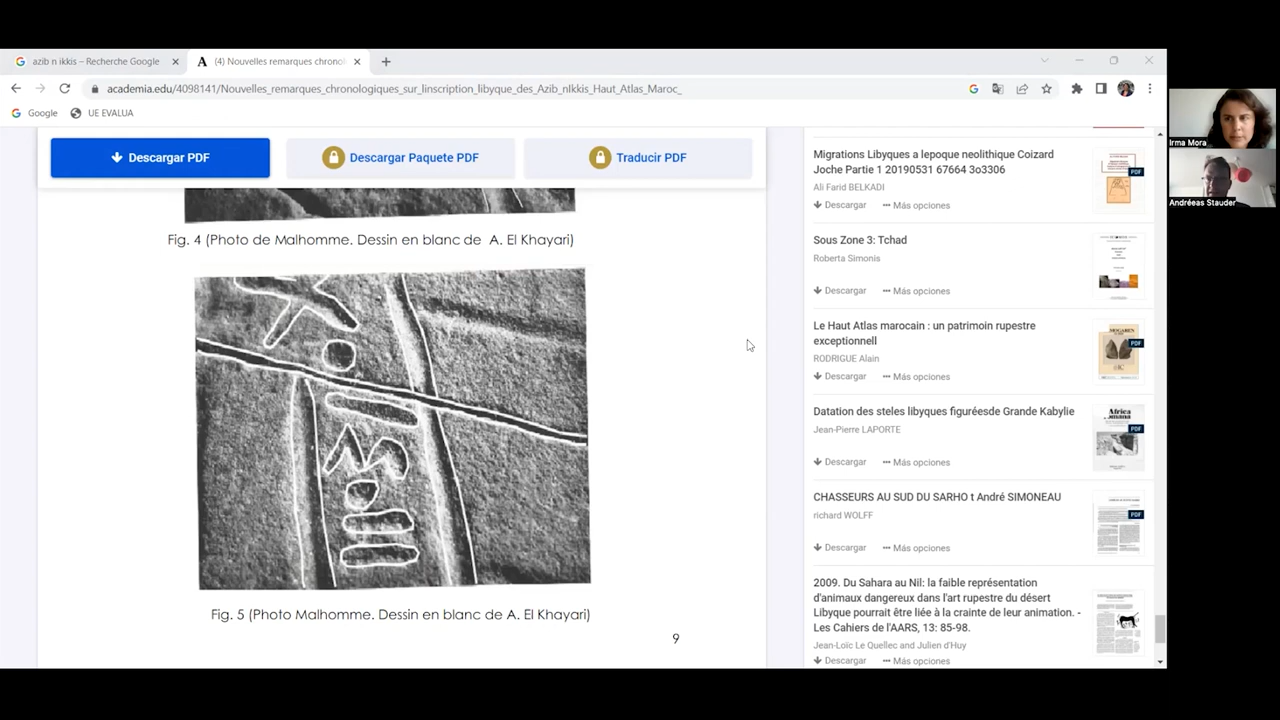 azib n ikkis – Recherche Google
(4) Nouvelles remarques chrono
academia.edu/4098141/Nouvelles_remarques_chronologiques_sur_linscription_libyque_des_Azib_nIkkis_Haut_Atlas_Maroc_
Google
UE EVALUA
Descargar PDF
Descargar Paquete PDF
Traducir PDF
Fig. 4 (Photo de Malhomme. Dessin en blanc de A. El Khayari)
Fig. 5 (Photo Malhomme. Dessin en blanc de A. El Khayari)
9
Migrations Libyques a lepoque neolithique Coizard
Joche Partie 1 20190531 67664 3o3306
Ali Farid BELKADI
Descargar
••• Más opciones
PDF
Sous Zone 3: Tchad
Roberta Simonis
Descargar
••• Más opciones
Le Haut Atlas marocain : un patrimoin rupestre
exceptionnell
RODRIGUE Alain
Descargar
••• Más opciones
PDF
Datation des steles libyques figuréesde Grande Kabylie
Jean-Pierre LAPORTE
Descargar
••• Más opciones
Africa
PDF
CHASSEURS AU SUD DU SARHO t André SIMONEAU
richard WOLFF
Descargar
••• Más opciones
PDF
2009. Du Sahara au Nil: la faible représentation
d'animaux dangereux dans l'art rupestre du désert
Libyque pourrait être liée à la crainte de leur animation. -
Les Cahiers de l'AARS, 13: 85-98.
Jean-Loïc Le Quellec and Julien d'Huy
Descargar
••• Más opciones
Irma Mora
Andréeas Stauder